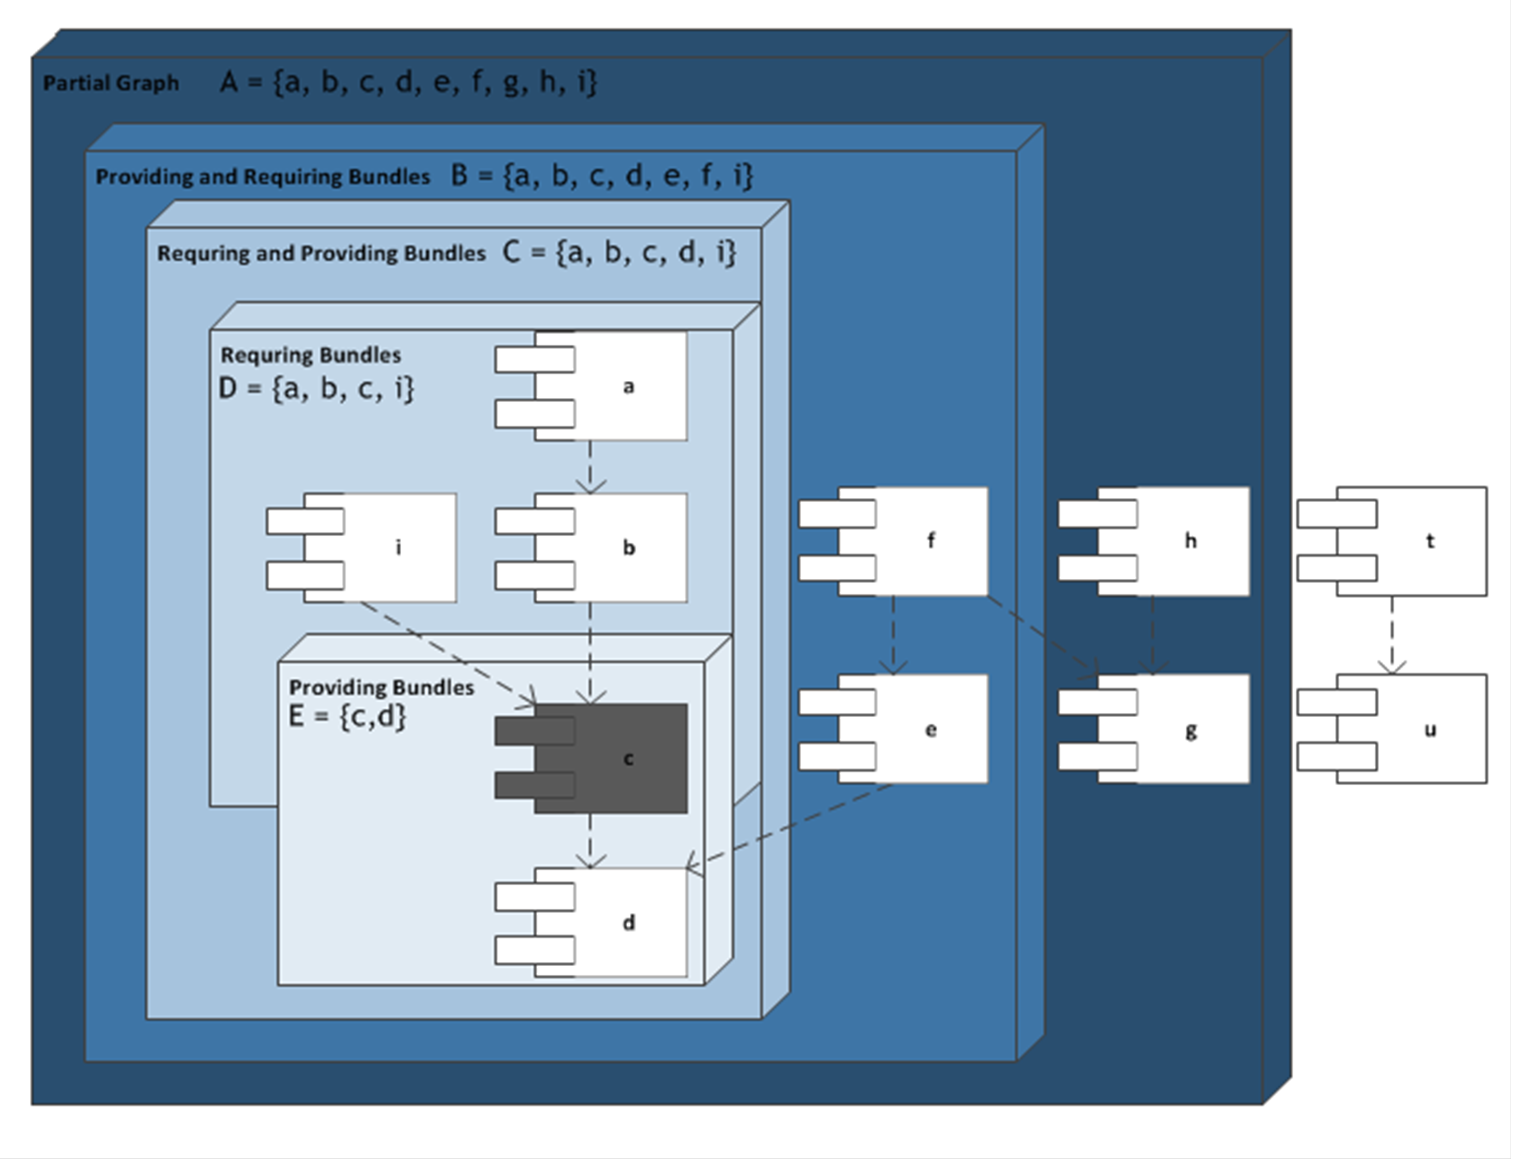 Partial Graph A = {a, b, c, d, e, f, g, h, i}
Providing and Requiring Bundles B = {a, b, c, d, e, f, i}
Requring and Providing Bundles C = {a, b, c, d, i}
Requring Bundles
D = {a, b, c, i}
a
i b f h t
Providing Bundles
E = {c,d}
c e g u
d